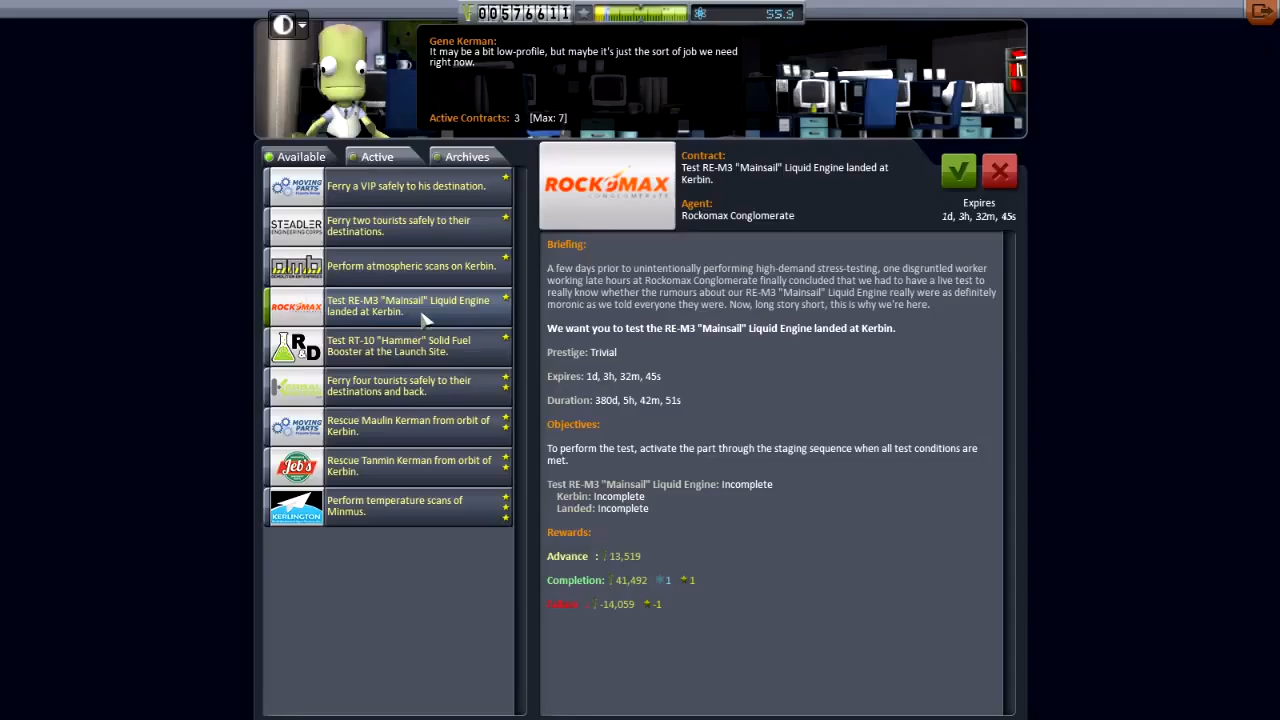 00576611
55.9
Gene Kerman:
It may be a bit low-profile, but maybe it's just the sort of job we need
right now.
Active Contracts: 3 [Max: 7]
Available
Active
Archives
MOVING PARTS
Ferry a VIP safely to his destination.
STEADLER
ENGINEERING CORPS
Ferry two tourists safely to their
destinations.
Perform atmospheric scans on Kerbin.
ROCKOMAX
Test RE-M3 "Mainsail" Liquid Engine
landed at Kerbin.
R&D
Test RT-10 "Hammer" Solid Fuel
Booster at the Launch Site.
Ferry four tourists safely to their
destinations and back.
MOVING PARTS
Rescue Maulin Kerman from orbit of
Kerbin.
Jeb's
Rescue Tanmin Kerman from orbit of
Kerbin.
KERLINGTON
Perform temperature scans of
Minmus.
ROCKOMAX
CONGLOMERATE
Contract:
Test RE-M3 "Mainsail" Liquid Engine landed at
Kerbin.
Agent:
Rockomax Conglomerate
Expires
1d, 3h, 32m, 45s
Briefing:
A few days prior to unintentionally performing high-demand stress-testing, one disgruntled worker
working late hours at Rockomax Conglomerate finally concluded that we had to have a live test to
really know whether the rumours about our RE-M3 "Mainsail" Liquid Engine really were as definitely
moronic as we told everyone they were. Now, long story short, this is why we're here.
We want you to test the RE-M3 "Mainsail" Liquid Engine landed at Kerbin.
Prestige: Trivial
Expires: 1d, 3h, 32m, 45s
Duration: 380d, 5h, 42m, 51s
Objectives:
To perform the test, activate the part through the staging sequence when all test conditions are
met.
Test RE-M3 "Mainsail" Liquid Engine: Incomplete
Kerbin: Incomplete
Landed: Incomplete
Rewards:
Advance : 13,519
Completion: 41,492 1 1
-14,059 -1